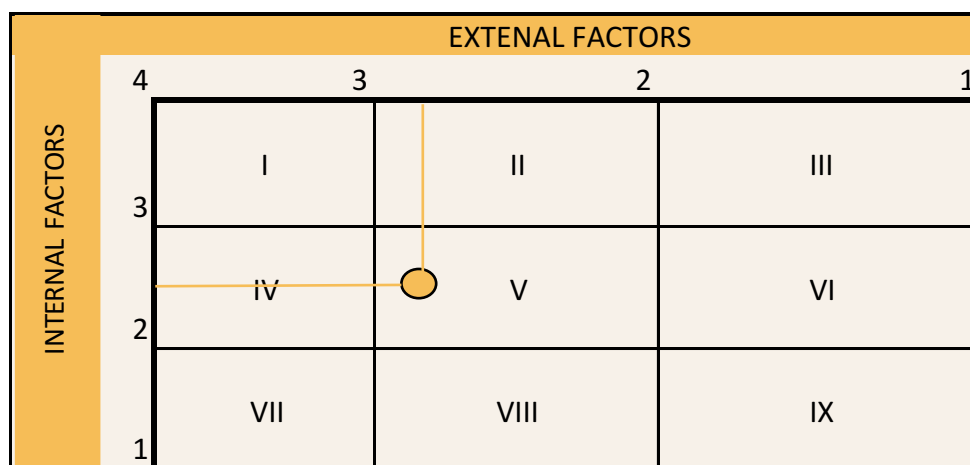 EXTENAL FACTORS
4 3 2 1
INTERNAL FACTORS
I II III
3
IV V VI
2
VII VIII IX
1